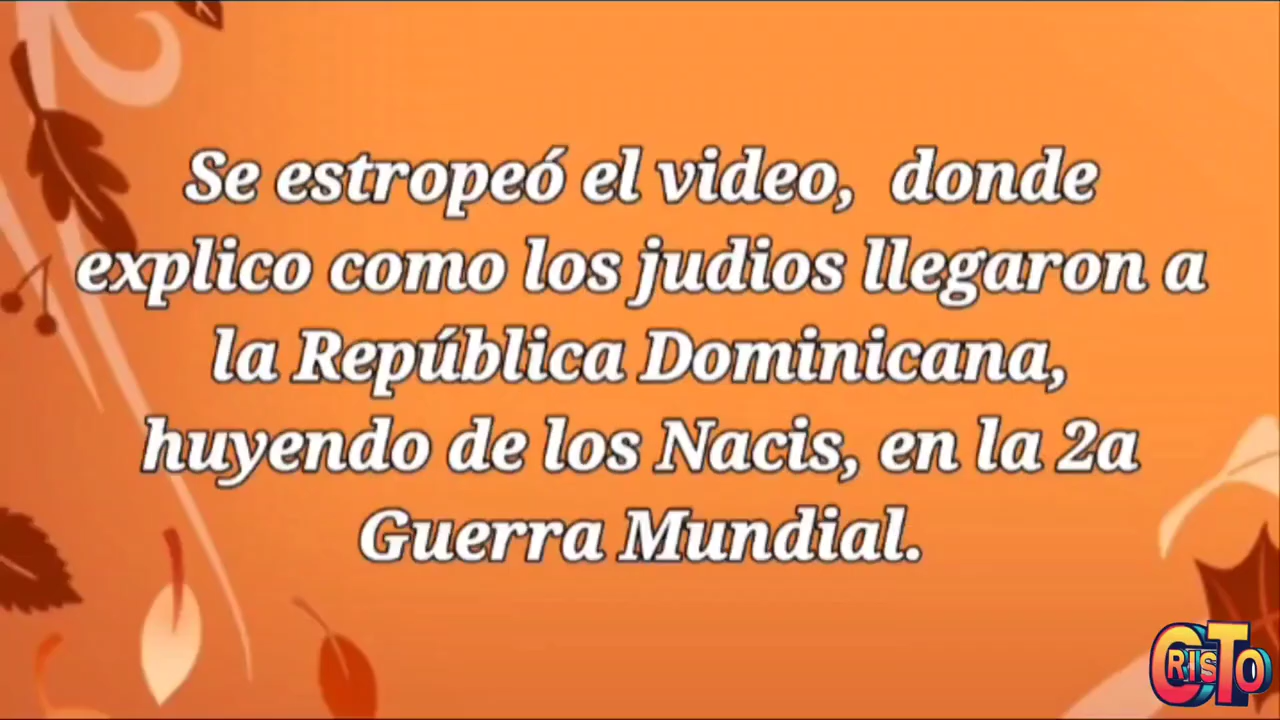 Se estropeó el video,  donde
explico como los judios llegaron a
la República Dominicana,
huyendo de los Nacis, en la 2a
Guerra Mundial.
CRISTO